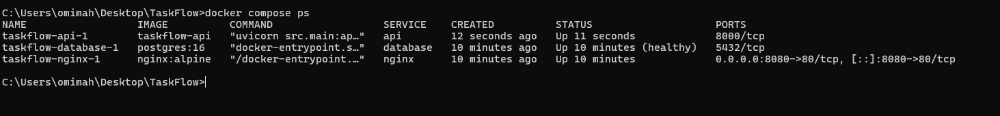 C:\Users\omimah\Desktop\TaskFlow>docker compose ps
NAME                  IMAGE          COMMAND                  SERVICE    CREATED          STATUS                    PORTS
taskflow-api-1        taskflow-api   "uvicorn src.main:ap…"   api        12 seconds ago   Up 11 seconds             8000/tcp
taskflow-database-1   postgres:16    "docker-entrypoint.s…"   database   10 minutes ago   Up 10 minutes (healthy)   5432/tcp
taskflow-nginx-1      nginx:alpine   "/docker-entrypoint.…"   nginx      10 minutes ago   Up 10 minutes             0.0.0.0:8080->80/tcp, [::]:8080->80/tcp
C:\Users\omimah\Desktop\TaskFlow>